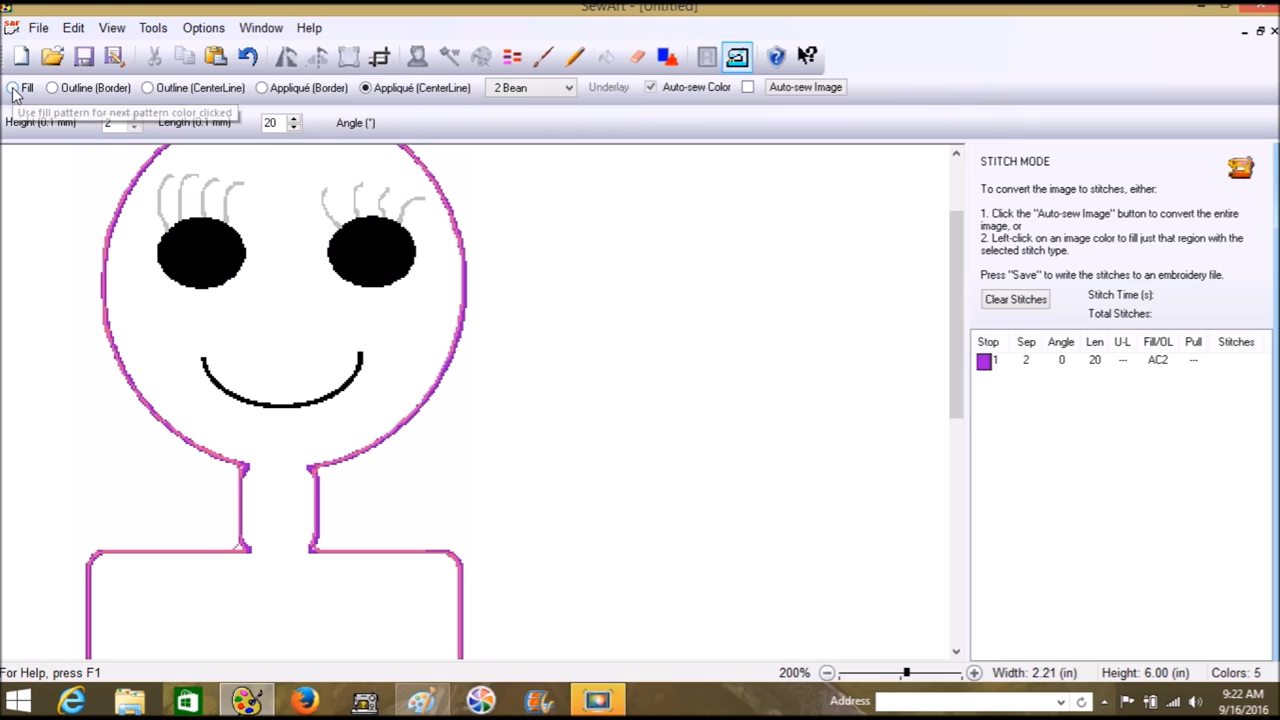 SewArt - [Untitled]
File Edit View Tools Options Window Help
Fill Outline (Border) Outline (CenterLine) Appliqué (Border) Appliqué (CenterLine) 2 Bean Underlay Auto-sew Color Auto-sew Image
Use fill pattern for next pattern color clicked
Height (0.1 mm) 2 Length (0.1 mm) 20 Angle (°)
STITCH MODE
To convert the image to stitches, either:
1. Click the "Auto-sew Image" button to convert the entire
image, or
2. Left-click on an image color to fill just that region with the
selected stitch type.
Press "Save" to write the stitches to an embroidery file.
Clear Stitches Stitch Time (s):
Total Stitches:
Stop Sep Angle Len U-L Fill/OL Pull Stitches
1 2 0 20 --- AC2 ---
For Help, press F1
200% Width: 2.21 (in) Height: 6.00 (in) Colors: 5
Address
9:22 AM
9/16/2016